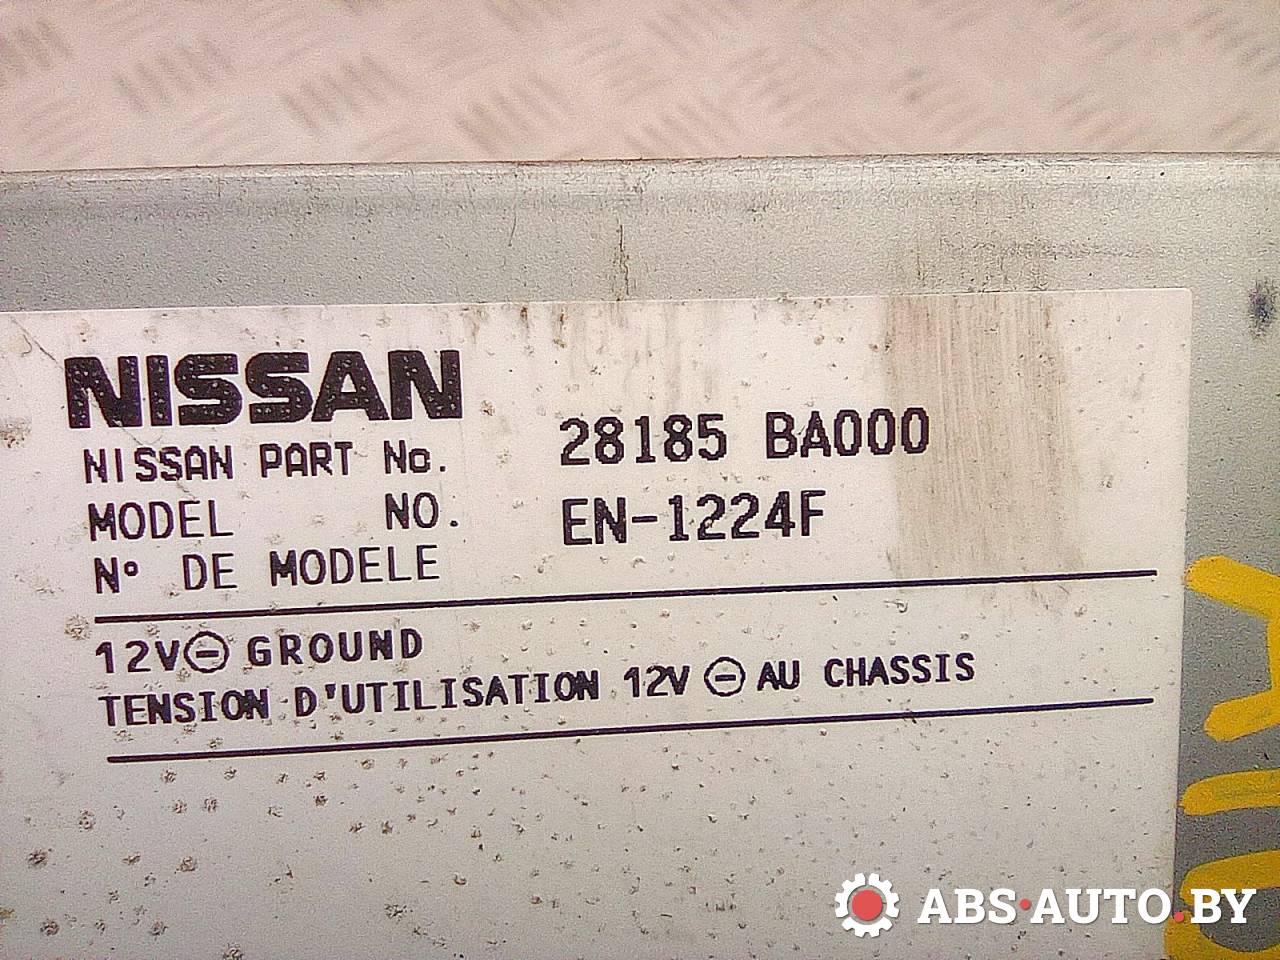 NISSAN
NISSAN PART No. 28185 BA000
MODEL NO. EN-1224F
N° DE MODELE
12V⊖ GROUND
TENSION D'UTILISATION 12V ⊖ AU CHASSIS
ABS·AUTO.BY